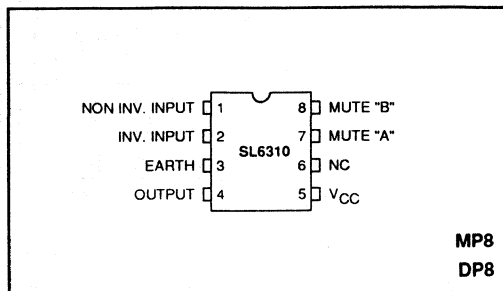 NON INV. INPUT 1 8 MUTE "B"
INV. INPUT 2 7 MUTE "A"
SL6310
EARTH 3 6 NC
OUTPUT 4 5 VCC
MP8
DP8